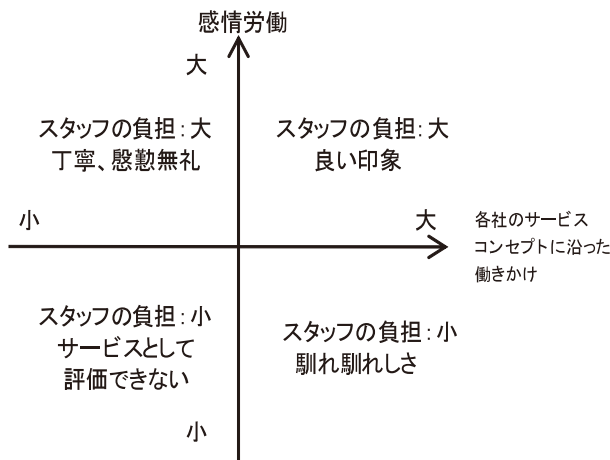 感情労働
大
スタッフの負担：大
丁寧、慇懃無礼
スタッフの負担：大
良い印象
小
大
各社のサービス
コンセプトに沿った
働きかけ
スタッフの負担：小
サービスとして
評価できない
スタッフの負担：小
馴れ馴れしさ
小